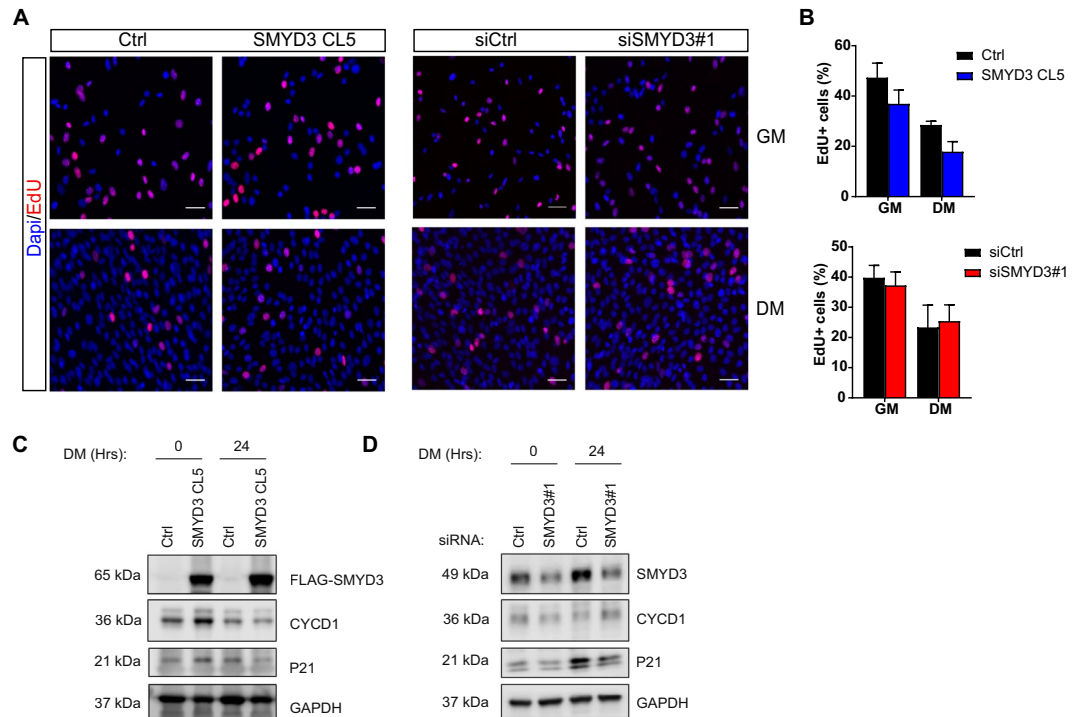 A
Ctrl
SMYD3 CL5
siCtrl
siSMYD3#1
Dapi/EdU
GM
DM
B
EdU+ cells (%)
60
40
20
0
GM
DM
Ctrl
SMYD3 CL5
EdU+ cells (%)
50
40
30
20
10
0
GM
DM
siCtrl
siSMYD3#1
C
DM (Hrs):
0
24
Ctrl
SMYD3 CL5
Ctrl
SMYD3 CL5
65 kDa
FLAG-SMYD3
36 kDa
CYCD1
21 kDa
P21
37 kDa
GAPDH
D
DM (Hrs):
0
24
siRNA:
Ctrl
SMYD3#1
Ctrl
SMYD3#1
49 kDa
SMYD3
36 kDa
CYCD1
21 kDa
P21
37 kDa
GAPDH